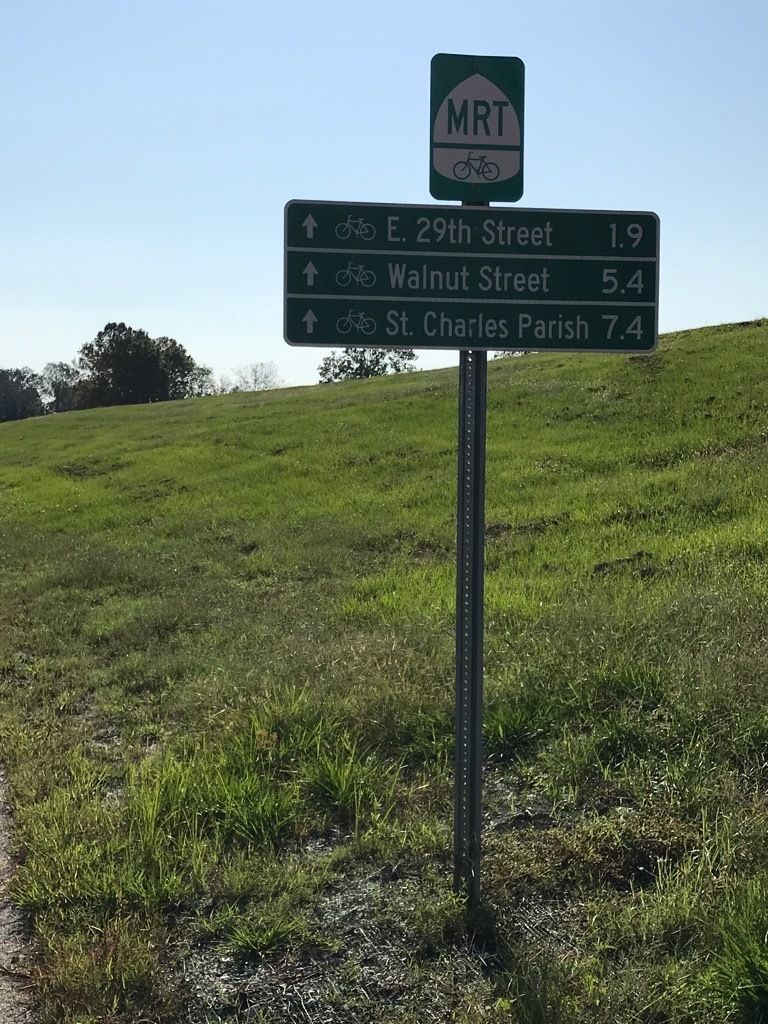 MRT
E. 29th Street 1.9
Walnut Street 5.4
St. Charles Parish 7.4